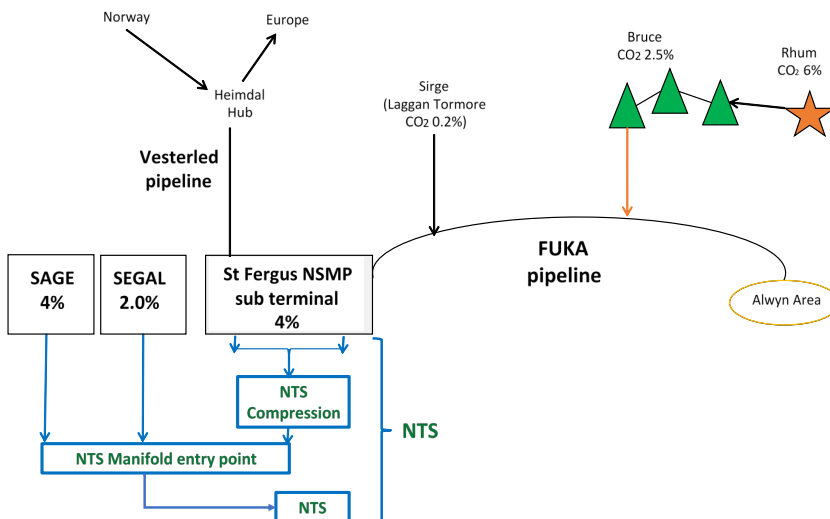 Norway
Europe
Heimdal
Hub
Vesterled
pipeline
Sirge
(Laggan Tormore
CO2 0.2%)
Bruce
CO2 2.5%
Rhum
CO2 6%
FUKA
pipeline
Alwyn Area
SAGE
4%
SEGAL
2.0%
St Fergus NSMP
sub terminal
4%
NTS
Compression
NTS
NTS Manifold entry point
NTS